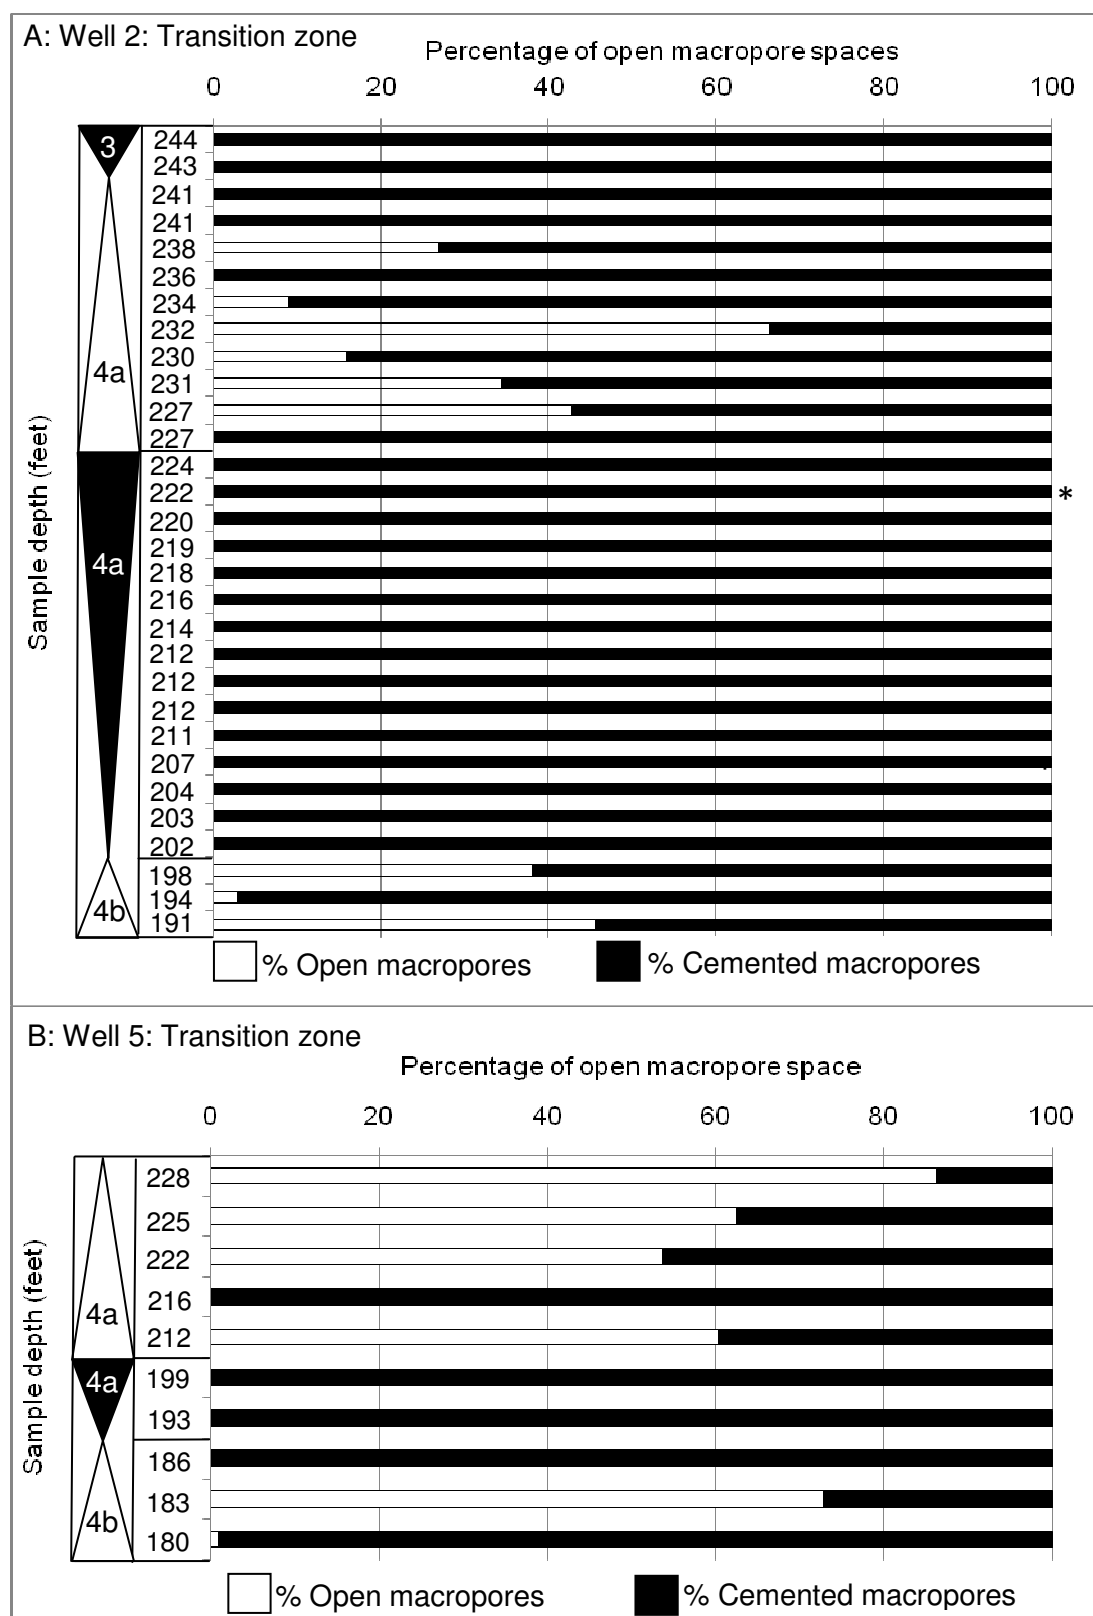 A: Well 2: Transition zone
Percentage of open macropore spaces
0 20 40 60 80 100
3
244
243
241
241
238
236
234
232
230
4a
231
227
227
224
222 *
220
219
4a
218
216
214
212
212
212
211
207
204
203
202
198
194
4b
191
Sample depth (feet)
% Open macropores % Cemented macropores
B: Well 5: Transition zone
Percentage of open macropore space
0 20 40 60 80 100
228
225
222
216
4a
212
4a
199
193
186
183
4b
180
Sample depth (feet)
% Open macropores % Cemented macropores